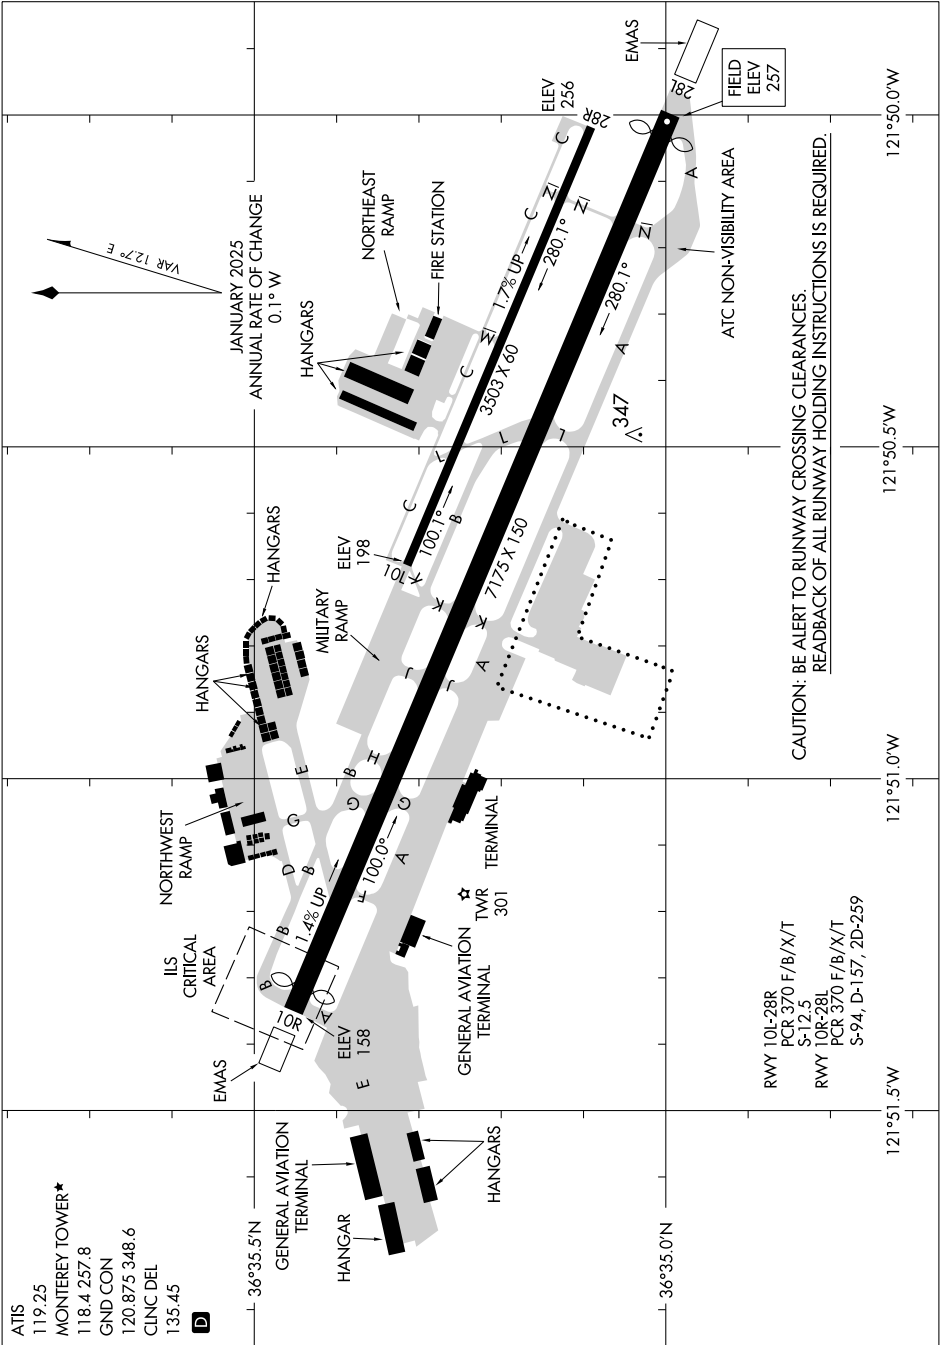 ATIS
119.25
MONTEREY TOWER★
118.4 257.8
GND CON
120.875 348.6
CLNC DEL
135.45
D
VAR 12.7° E
JANUARY 2025
ANNUAL RATE OF CHANGE
0.1° W
EMAS
28L
FIELD
ELEV
257
ELEV
256
28R
121°50.0'W
NORTHEAST
RAMP
FIRE STATION
HANGARS
C
C
C
C
N1
N1
N1
M1
1.7% UP
280.1°
280.1°
3503 X 60
A
A
ATC NON-VISIBILITY AREA
347
121°50.5'W
L
L
L
B
100.1°
ELEV
198
10L
7175 X 150
HANGARS
HANGARS
MILITARY
RAMP
K
K
J
J
A
CAUTION: BE ALERT TO RUNWAY CROSSING CLEARANCES.
READBACK OF ALL RUNWAY HOLDING INSTRUCTIONS IS REQUIRED.
121°51.0'W
NORTHWEST
RAMP
E
G
D
B
B
H
G
G
A
F
100.0°
1.4% UP
TERMINAL
TWR
301
ILS
CRITICAL
AREA
B
B
A
10R
ELEV
158
EMAS
GENERAL AVIATION
TERMINAL
E
RWY 10L-28R
PCR 370 F/B/X/T
S-12.5
RWY 10R-28L
PCR 370 F/B/X/T
S-94, D-157, 2D-259
121°51.5'W
GENERAL AVIATION
TERMINAL
HANGAR
HANGARS
36°35.5'N
36°35.0'N